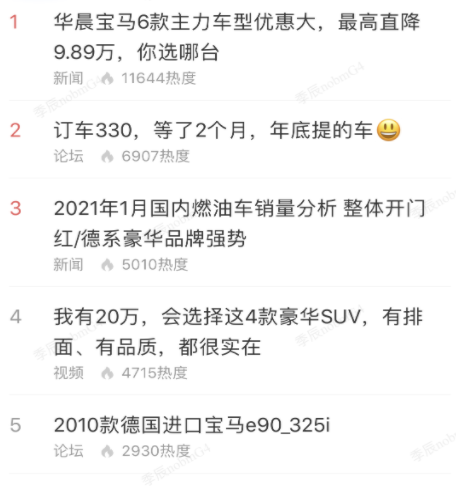 1
华晨宝马6款主力车型优惠大，最高直降
9.89万，你选哪台
新闻 11644热度
2
订车330，等了2个月，年底提的车😃
论坛 6907热度
3
2021年1月国内燃油车销量分析 整体开门
红/德系豪华品牌强势
新闻 5010热度
4
我有20万，会选择这4款豪华SUV，有排
面、有品质，都很实在
视频 4715热度
5
2010款德国进口宝马e90_325i
论坛 2930热度